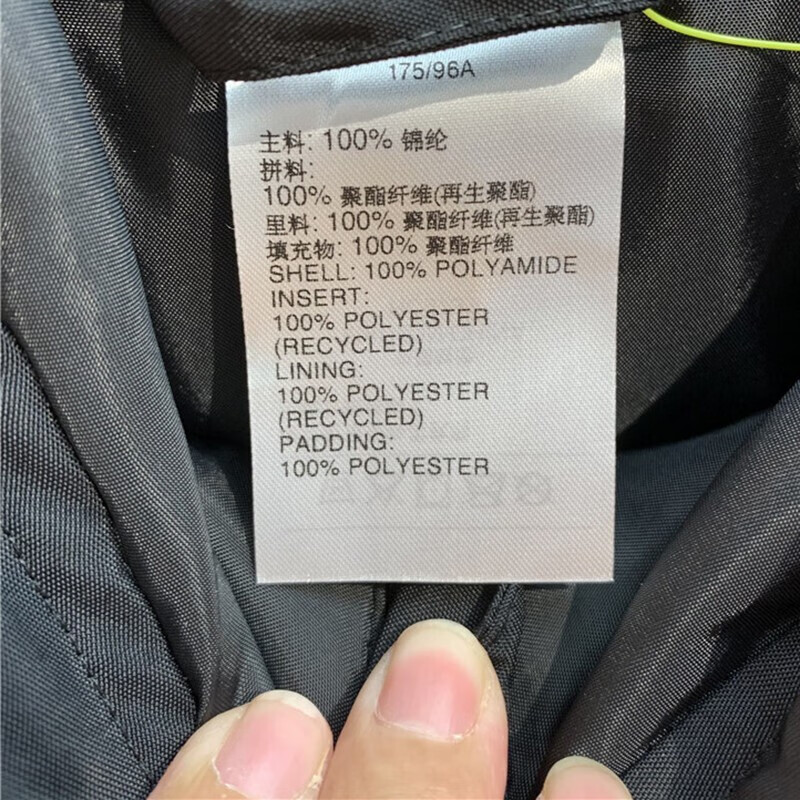 175/96A
主料: 100% 锦纶
拼料:
100% 聚酯纤维(再生聚酯)
里料: 100% 聚酯纤维(再生聚酯)
填充物: 100% 聚酯纤维
SHELL: 100% POLYAMIDE
INSERT:
100% POLYESTER
(RECYCLED)
LINING:
100% POLYESTER
(RECYCLED)
PADDING:
100% POLYESTER